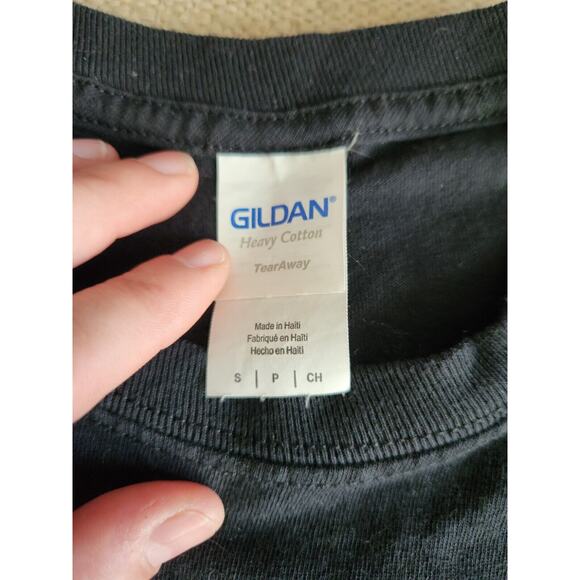 GILDAN®
Heavy Cotton
TearAway
Made in Haiti
Fabriqué en Haïti
Hecho en Haití
S | P | CH